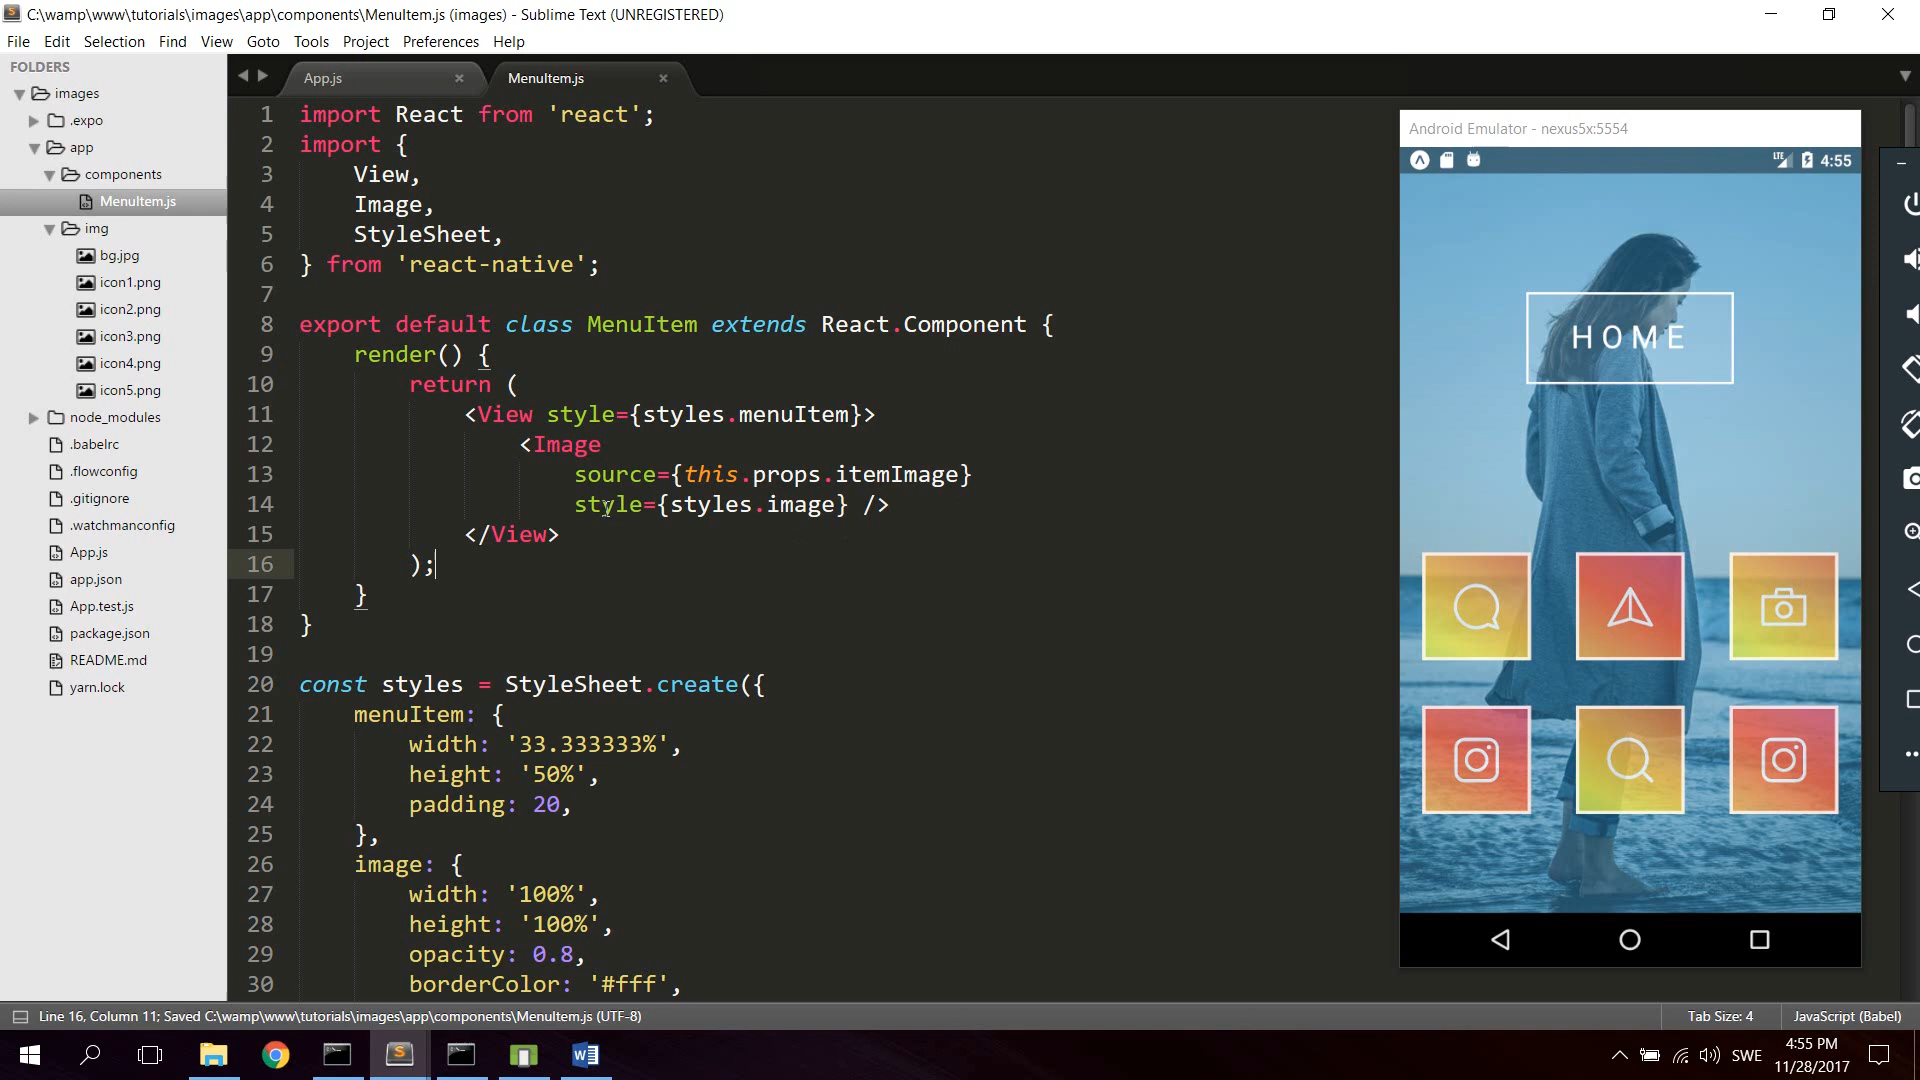 C:\wamp\www\tutorials\images\app\components\MenuItem.js (images) - Sublime Text (UNREGISTERED)
File Edit Selection Find View Goto Tools Project Preferences Help
FOLDERS
images
.expo
app
components
MenuItem.js
img
bg.jpg
icon1.png
icon2.png
icon3.png
icon4.png
icon5.png
node_modules
.babelrc
.flowconfig
.gitignore
.watchmanconfig
App.js
app.json
App.test.js
package.json
README.md
yarn.lock
App.js
MenuItem.js
1 import React from 'react';
2 import {
3 View,
4 Image,
5 StyleSheet,
6 } from 'react-native';
7
8 export default class MenuItem extends React.Component {
9 render() {
10 return (
11 <View style={styles.menuItem}>
12 <Image
13 source={this.props.itemImage}
14 style={styles.image} />
15 </View>
16 );
17 }
18 }
19
20 const styles = StyleSheet.create({
21 menuItem: {
22 width: '33.333333%',
23 height: '50%',
24 padding: 20,
25 },
26 image: {
27 width: '100%',
28 height: '100%',
29 opacity: 0.8,
30 borderColor: '#fff',
Android Emulator - nexus5x:5554
LTE 4:55
HOME
Line 16, Column 11; Saved C:\wamp\www\tutorials\images\app\components\MenuItem.js (UTF-8)
Tab Size: 4
JavaScript (Babel)
SWE
4:55 PM
11/28/2017